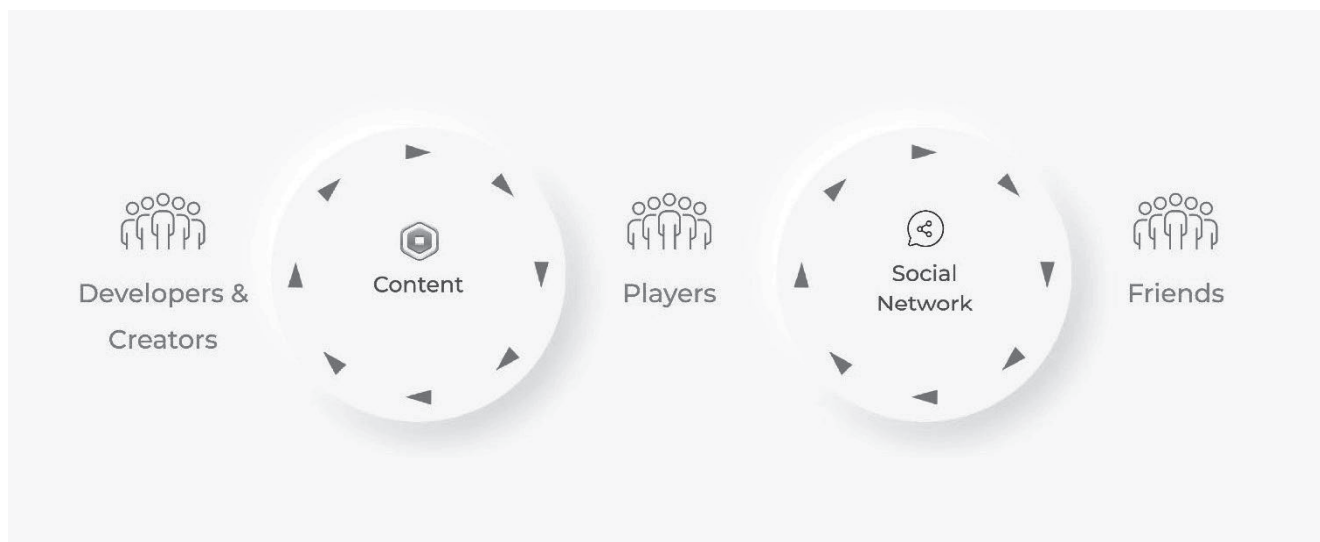 Developers &
Creators
Content
Players
Social
Network
Friends